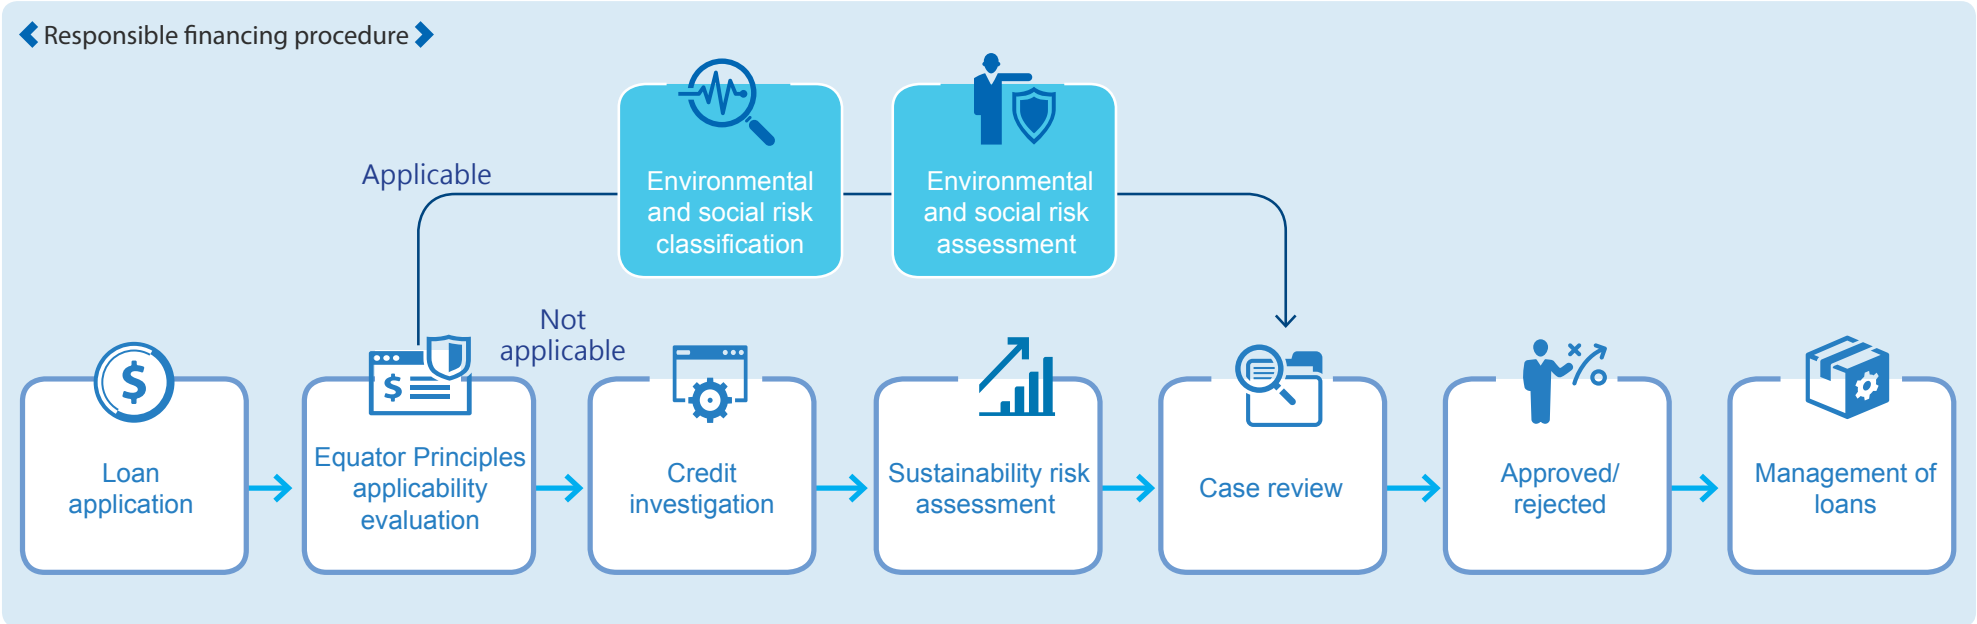 Responsible financing procedure
Applicable
Environmental
and social risk
classification
Environmental
and social risk
assessment
Not
applicable
$
Loan
application
$
Equator Principles
applicability
evaluation
Credit
investigation
Sustainability risk
assessment
Case review
Approved/
rejected
Management of
loans